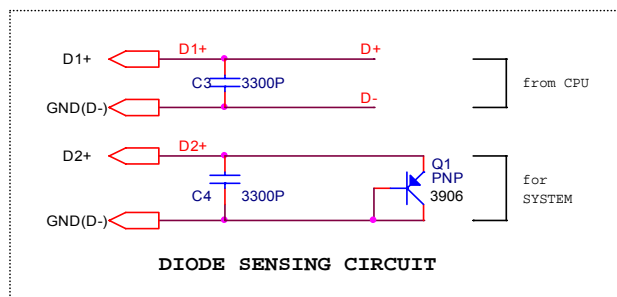 D1+ D1+ D+
C3 3300P from CPU
GND(D-) D-
D2+ D2+
Q1
PNP for
C4 3300P 3906 SYSTEM
GND(D-)
DIODE SENSING CIRCUIT